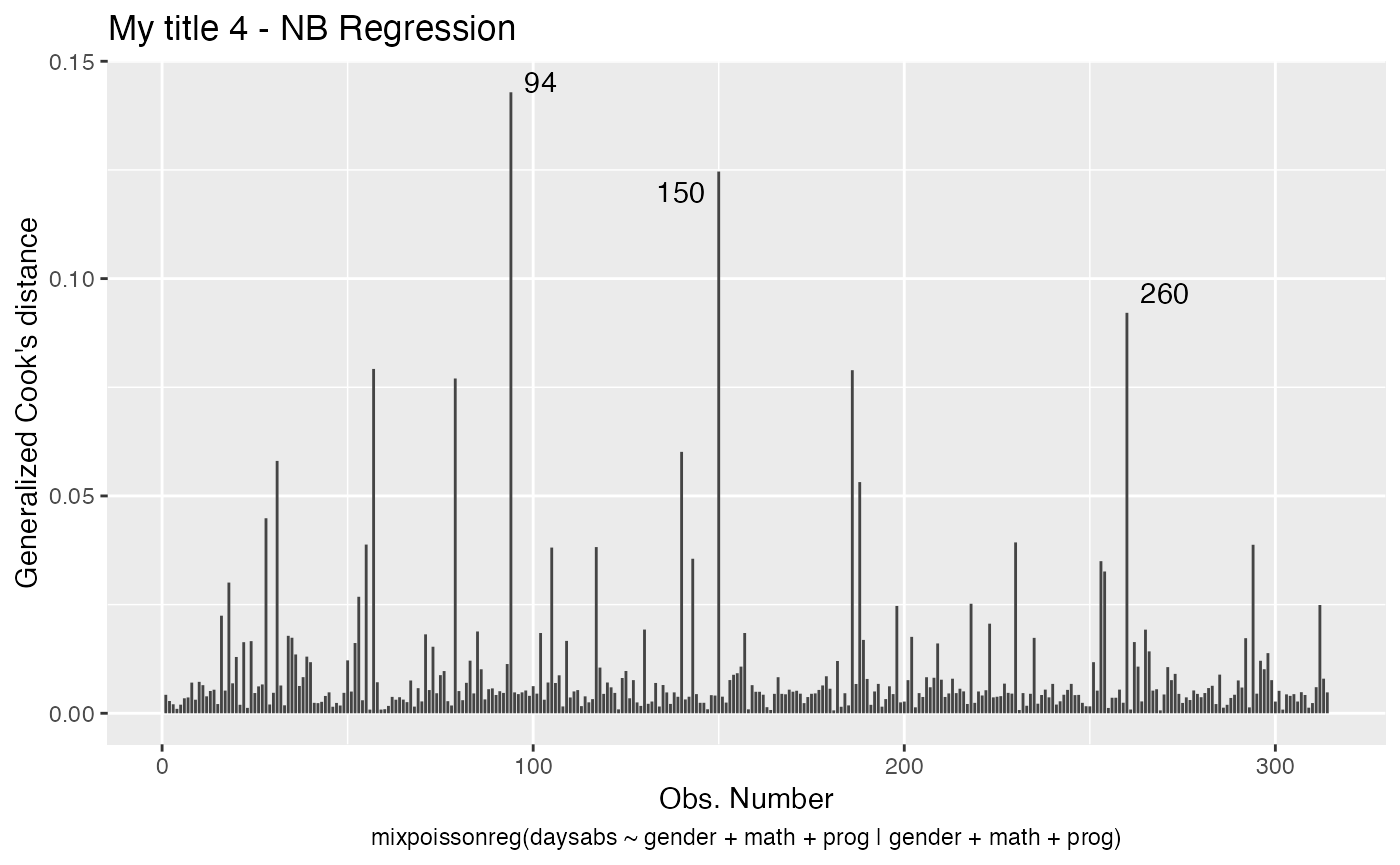 My title 4 - NB Regression
0.15
94
150
0.10
260
Generalized Cook's distance
0.05
0.00
0 100 200 300
Obs. Number
mixpoissonreg(daysabs ~ gender + math + prog | gender + math + prog)